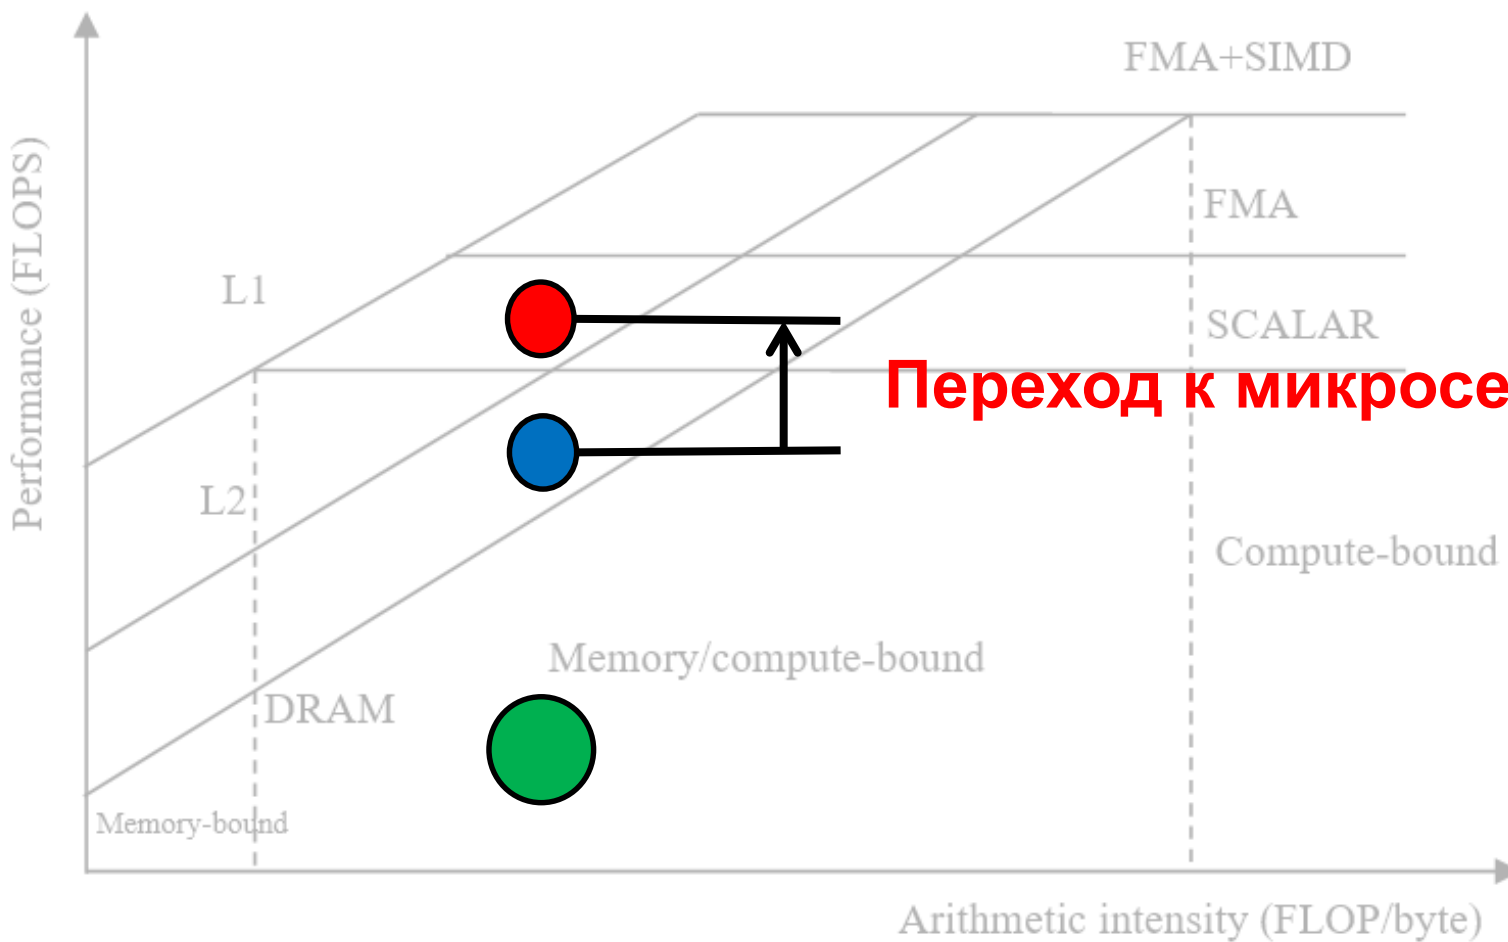 FMA+SIMD
FMA
L1
SCALAR
Переход к микросе
L2
Compute-bound
Memory/compute-bound
DRAM
Memory-bound
Performance (FLOPS)
Arithmetic intensity (FLOP/byte)